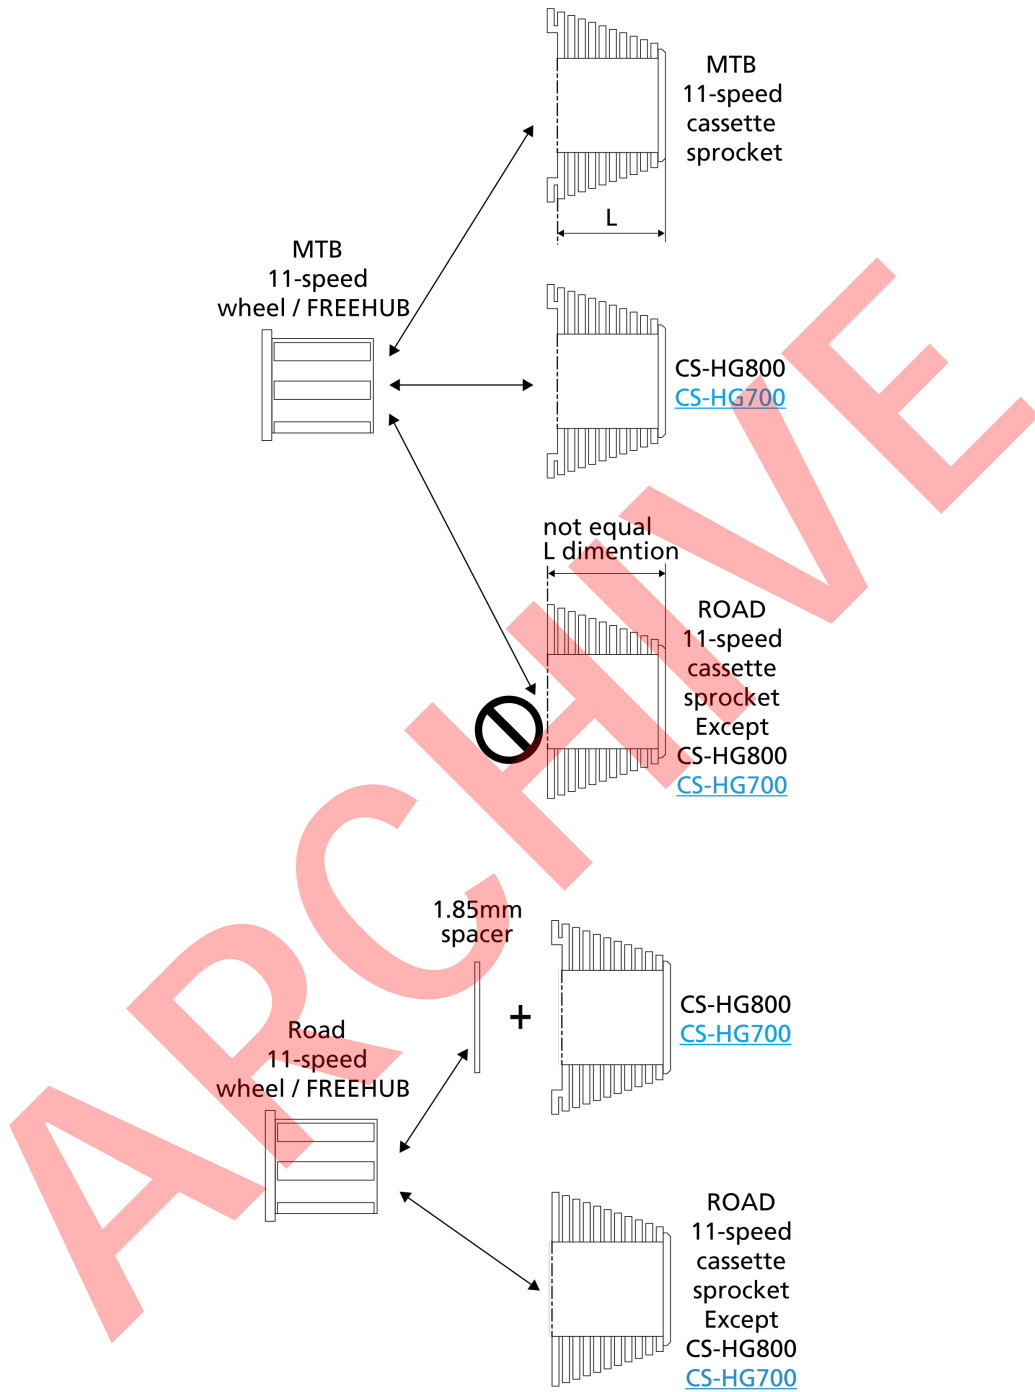 MTB
11-speed
cassette
sprocket
L
MTB
11-speed
wheel / FREEHUB
CS-HG800
CS-HG700
not equal
L dimention
ROAD
11-speed
cassette
sprocket
Except
CS-HG800
CS-HG700
1.85mm
spacer
+
CS-HG800
CS-HG700
Road
11-speed
wheel / FREEHUB
ROAD
11-speed
cassette
sprocket
Except
CS-HG800
CS-HG700
ARCHIVE